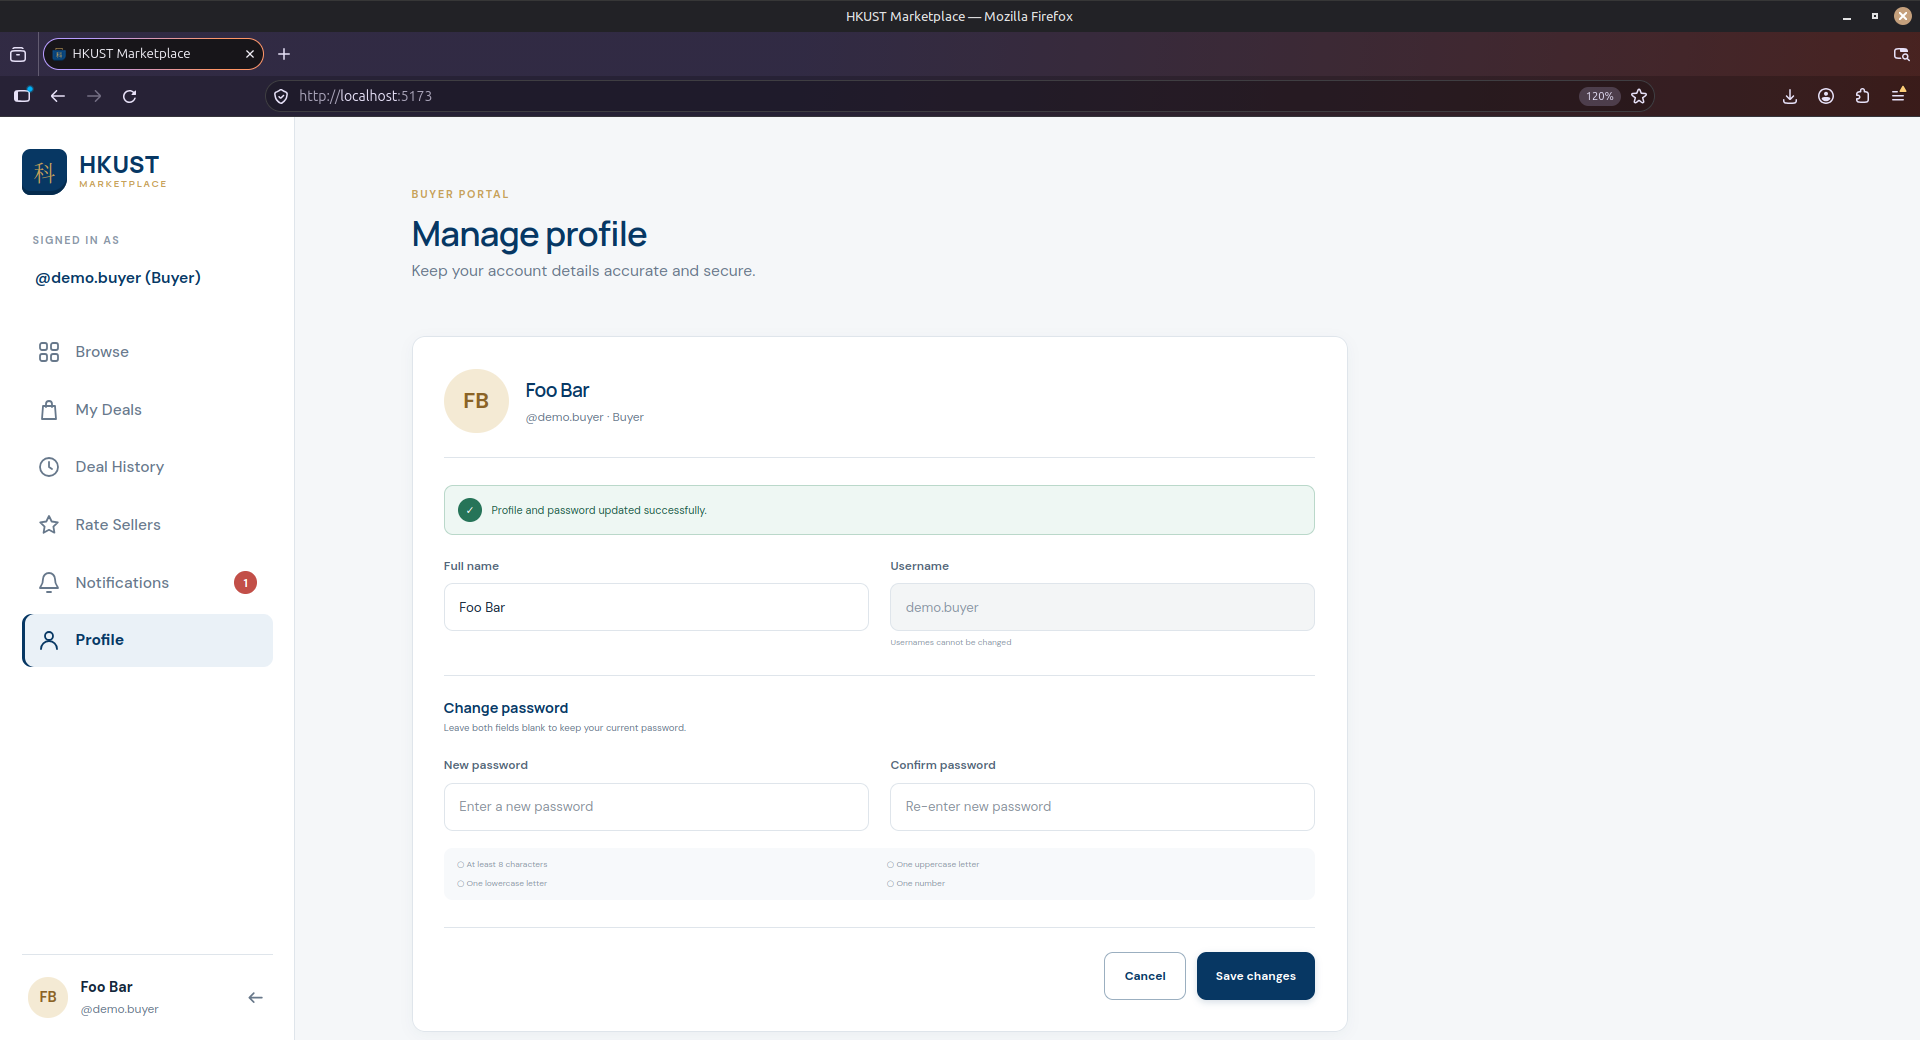 HKUST Marketplace — Mozilla Firefox
HKUST Marketplace
http://localhost:5173
120%
科
HKUST
MARKETPLACE
SIGNED IN AS
@demo.buyer (Buyer)
Browse
My Deals
Deal History
Rate Sellers
Notifications 1
Profile
FB
Foo Bar
@demo.buyer
BUYER PORTAL
Manage profile
Keep your account details accurate and secure.
FB
Foo Bar
@demo.buyer · Buyer
✓ Profile and password updated successfully.
Full name
Foo Bar
Username
demo.buyer
Usernames cannot be changed
Change password
Leave both fields blank to keep your current password.
New password
Enter a new password
Confirm password
Re-enter new password
At least 8 characters
One uppercase letter
One lowercase letter
One number
Cancel
Save changes